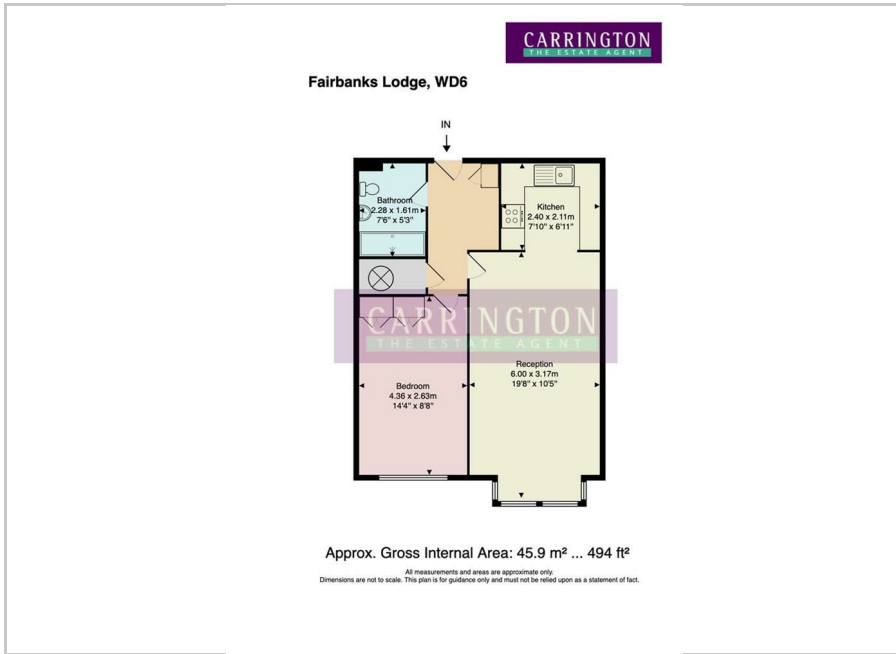 CARRINGTON
THE ESTATE AGENT
Fairbanks Lodge, WD6
IN
Bathroom
2.28 x 1.61m
7'6" x 5'3"
Kitchen
2.40 x 2.11m
7'10" x 6'11"
CARRINGTON
THE ESTATE AGENT
Reception
6.00 x 3.17m
19'8" x 10'5"
Bedroom
4.36 x 2.63m
14'4" x 8'8"
Approx. Gross Internal Area: 45.9 m² ... 494 ft²
All measurements and areas are approximate only.
Dimensions are not to scale. This plan is for guidance only and must not be relied upon as a statement of fact.